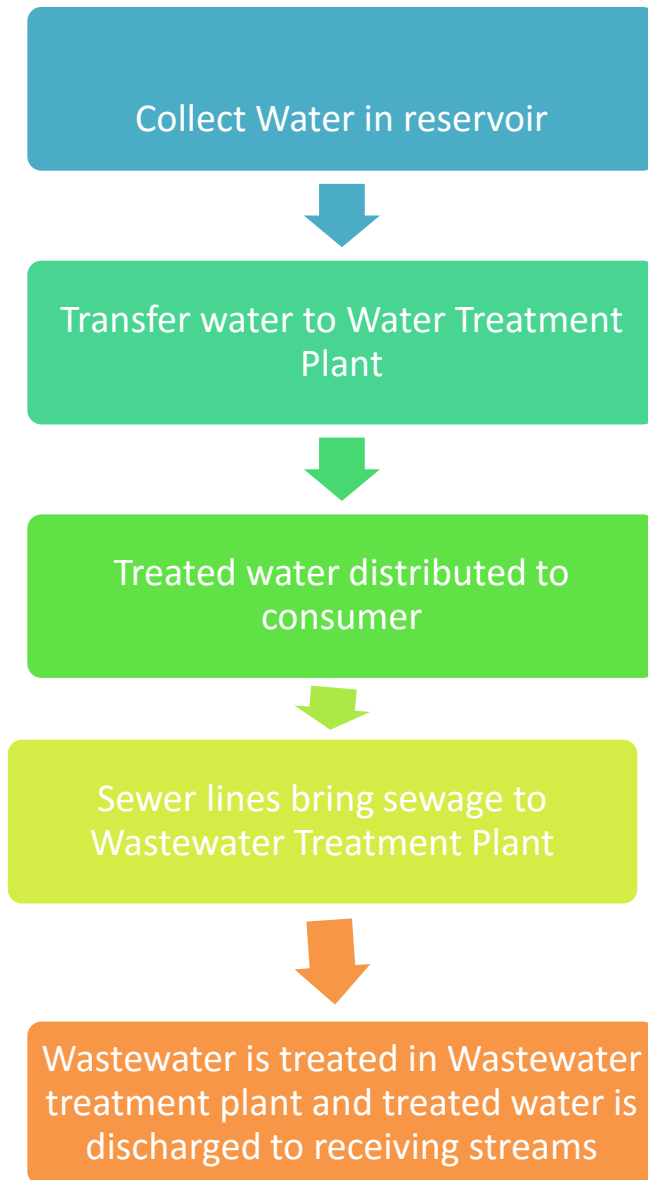 Collect Water in reservoir
Transfer water to Water Treatment
Plant
Treated water distributed to
consumer
Sewer lines bring sewage to
Wastewater Treatment Plant
Wastewater is treated in Wastewater
treatment plant and treated water is
discharged to receiving streams